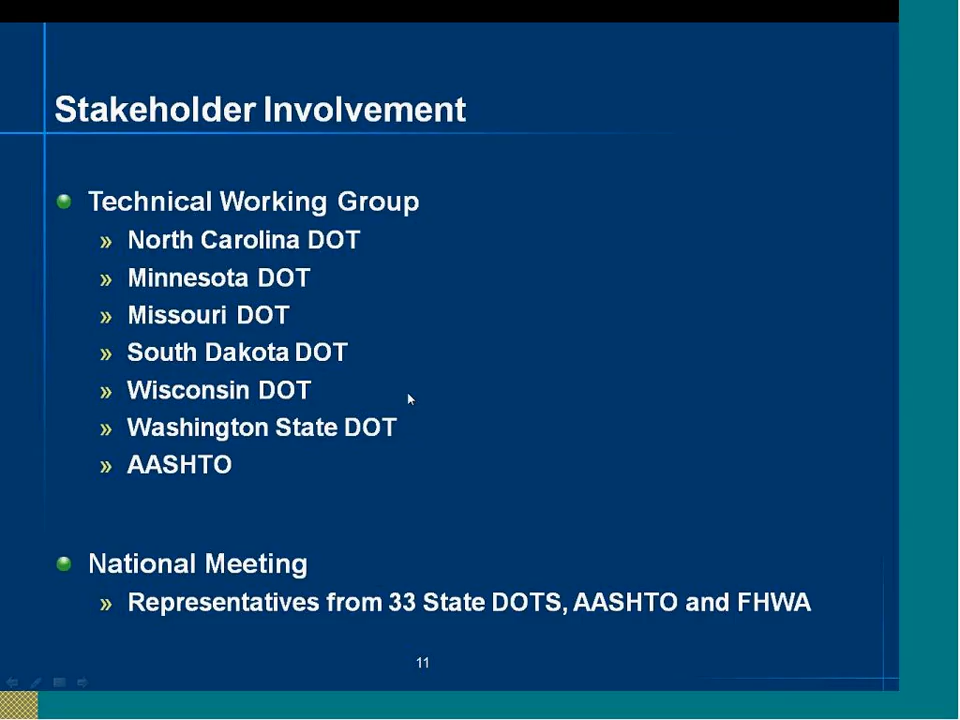 Stakeholder Involvement
Technical Working Group
» North Carolina DOT
» Minnesota DOT
» Missouri DOT
» South Dakota DOT
» Wisconsin DOT
» Washington State DOT
» AASHTO
National Meeting
» Representatives from 33 State DOTS, AASHTO and FHWA
11